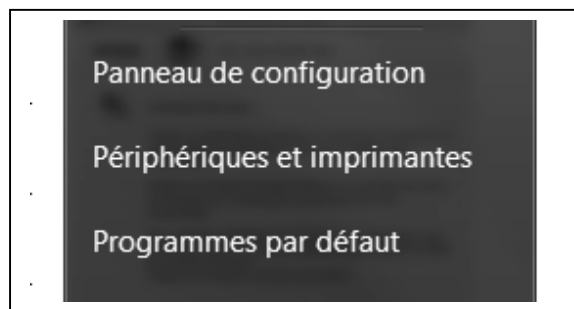 Panneau de configuration
Périphériques et imprimantes
Programmes par défaut